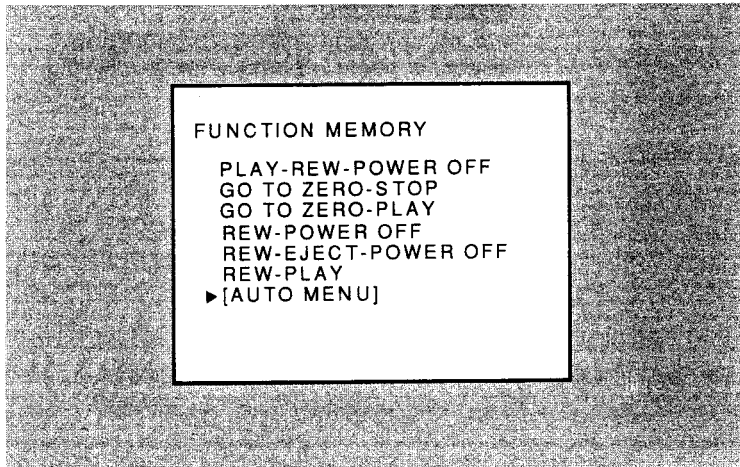 FUNCTION MEMORY
PLAY-REW-POWER OFF
GO TO ZERO-STOP
GO TO ZERO-PLAY
REW-POWER OFF
REW-EJECT-POWER OFF
REW-PLAY
▶[AUTO MENU]